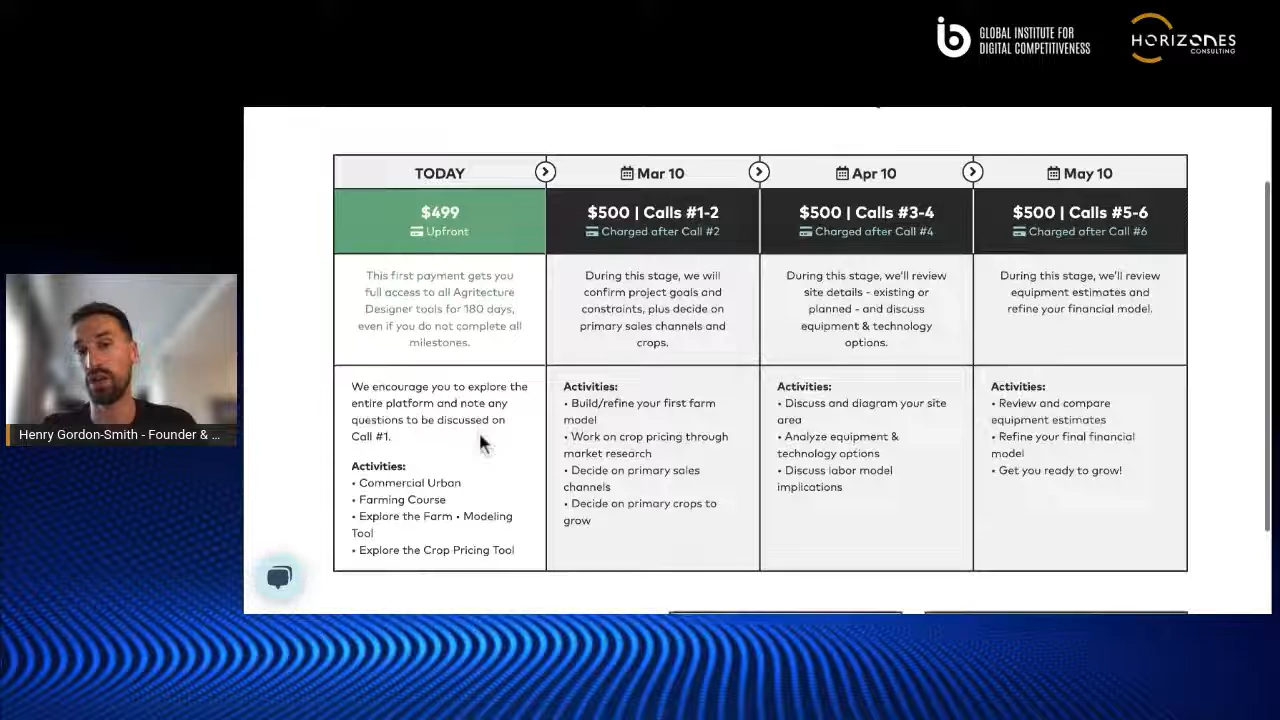 GLOBAL INSTITUTE FOR
DIGITAL COMPETITIVENESS
HORIZONES
CONSULTING
TODAY
Mar 10
Apr 10
May 10
$499
Upfront
$500 | Calls #1-2
Charged after Call #2
$500 | Calls #3-4
Charged after Call #4
$500 | Calls #5-6
Charged after Call #6
This first payment gets you
full access to all Agritecture
Designer tools for 180 days,
even if you do not complete all
milestones.
During this stage, we will
confirm project goals and
constraints, plus decide on
primary sales channels and
crops.
During this stage, we'll review
site details - existing or
planned - and discuss
equipment & technology
options.
During this stage, we'll review
equipment estimates and
refine your financial model.
We encourage you to explore the
entire platform and note any
questions to be discussed on
Call #1.
Activities:
• Commercial Urban
• Farming Course
• Explore the Farm • Modeling
Tool
• Explore the Crop Pricing Tool
Activities:
• Build/refine your first farm
model
• Work on crop pricing through
market research
• Decide on primary sales
channels
• Decide on primary crops to
grow
Activities:
• Discuss and diagram your site
area
• Analyze equipment &
technology options
• Discuss labor model
implications
Activities:
• Review and compare
equipment estimates
• Refine your final financial
model
• Get you ready to grow!
Henry Gordon-Smith - Founder & ...